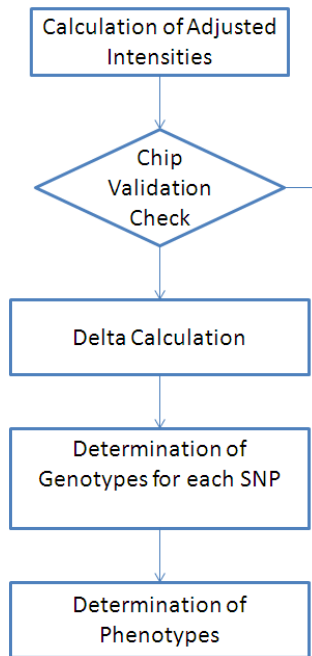 Calculation of Adjusted
Intensities
Chip
Validation
Check
Delta Calculation
Determination of
Genotypes for each SNP
Determination of
Phenotypes